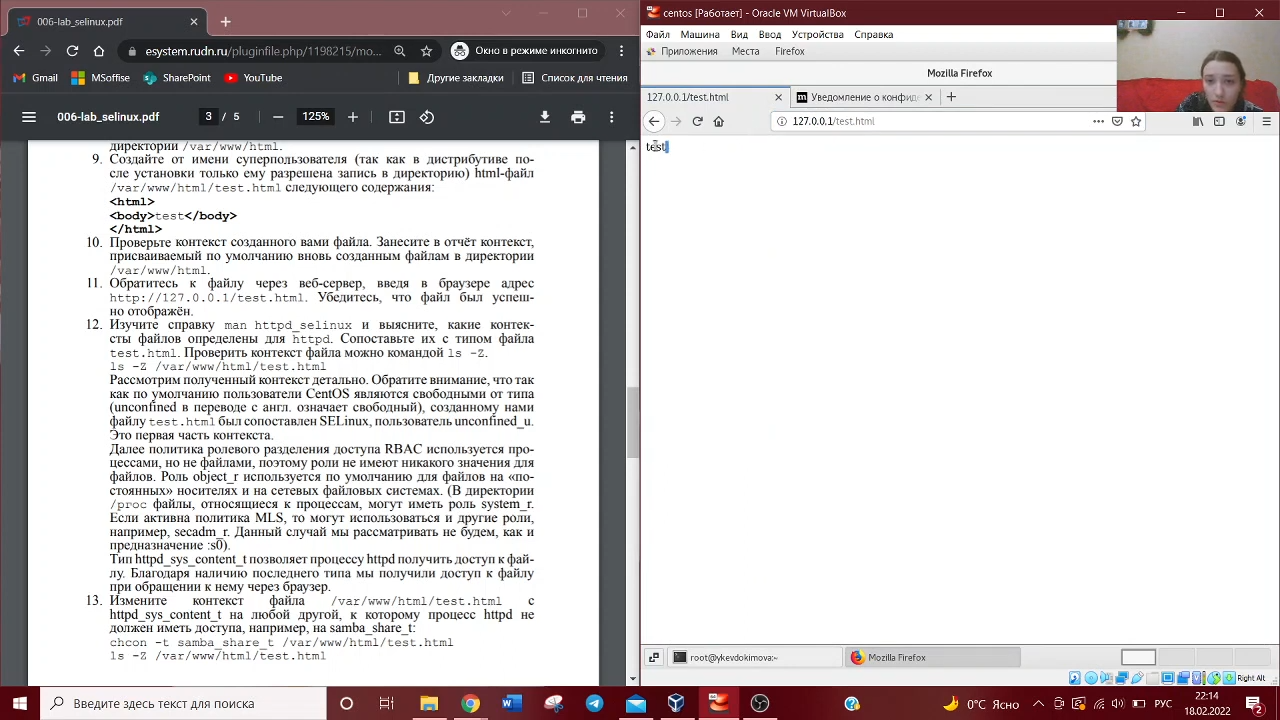 006-lab_selinux.pdf
esystem.rudn.ru/pluginfile.php/1198215/mo...
Окно в режиме инкогнито
Gmail
MSoffise
SharePoint
YouTube
Другие закладки
Список для чтения
006-lab_selinux.pdf
3 / 5
125%
директории /var/www/html.
9. Создайте от имени суперпользователя (так как в дистрибутиве по-
сле установки только ему разрешена запись в директорию) html-файл
/var/www/html/test.html следующего содержания:
<html>
<body>test</body>
</html>
10. Проверьте контекст созданного вами файла. Занесите в отчёт контекст,
присваиваемый по умолчанию вновь созданным файлам в директории
/var/www/html.
11. Обратитесь к файлу через веб-сервер, введя в браузере адрес
http://127.0.0.1/test.html. Убедитесь, что файл был успеш-
но отображён.
12. Изучите справку man httpd_selinux и выясните, какие контек-
сты файлов определены для httpd. Сопоставьте их с типом файла
test.html. Проверить контекст файла можно командой ls -Z.
ls -Z /var/www/html/test.html
Рассмотрим полученный контекст детально. Обратите внимание, что так
как по умолчанию пользователи CentOS являются свободными от типа
(unconfined в переводе с англ. означает свободный), созданному нами
файлу test.html был сопоставлен SELinux, пользователь unconfined_u.
Это первая часть контекста.
Далее политика ролевого разделения доступа RBAC используется про-
цессами, но не файлами, поэтому роли не имеют никакого значения для
файлов. Роль object_r используется по умолчанию для файлов на «по-
стоянных» носителях и на сетевых файловых системах. (В директории
/proc файлы, относящиеся к процессам, могут иметь роль system_r.
Если активна политика MLS, то могут использоваться и другие роли,
например, secadm_r. Данный случай мы рассматривать не будем, как и
предназначение :s0).
Тип httpd_sys_content_t позволяет процессу httpd получить доступ к фай-
лу. Благодаря наличию последнего типа мы получили доступ к файлу
при обращении к нему через браузер.
13. Измените контекст файла /var/www/html/test.html с
httpd_sys_content_t на любой другой, к которому процесс httpd не
должен иметь доступа, например, на samba_share_t:
chcon -t samba_share_t /var/www/html/test.html
ls -Z /var/www/html/test.html
centos [Работает] - Oracle VM VirtualBox
Файл Машина Вид Ввод Устройства Справка
Приложения Места Firefox
Mozilla Firefox
127.0.0.1/test.html
Уведомление о конфид
127.0.0.1/test.html
test
root@ykevdokimova:~
Mozilla Firefox
Right Alt
Введите здесь текст для поиска
0°C Ясно
РУС
22:14
18.02.2022
2